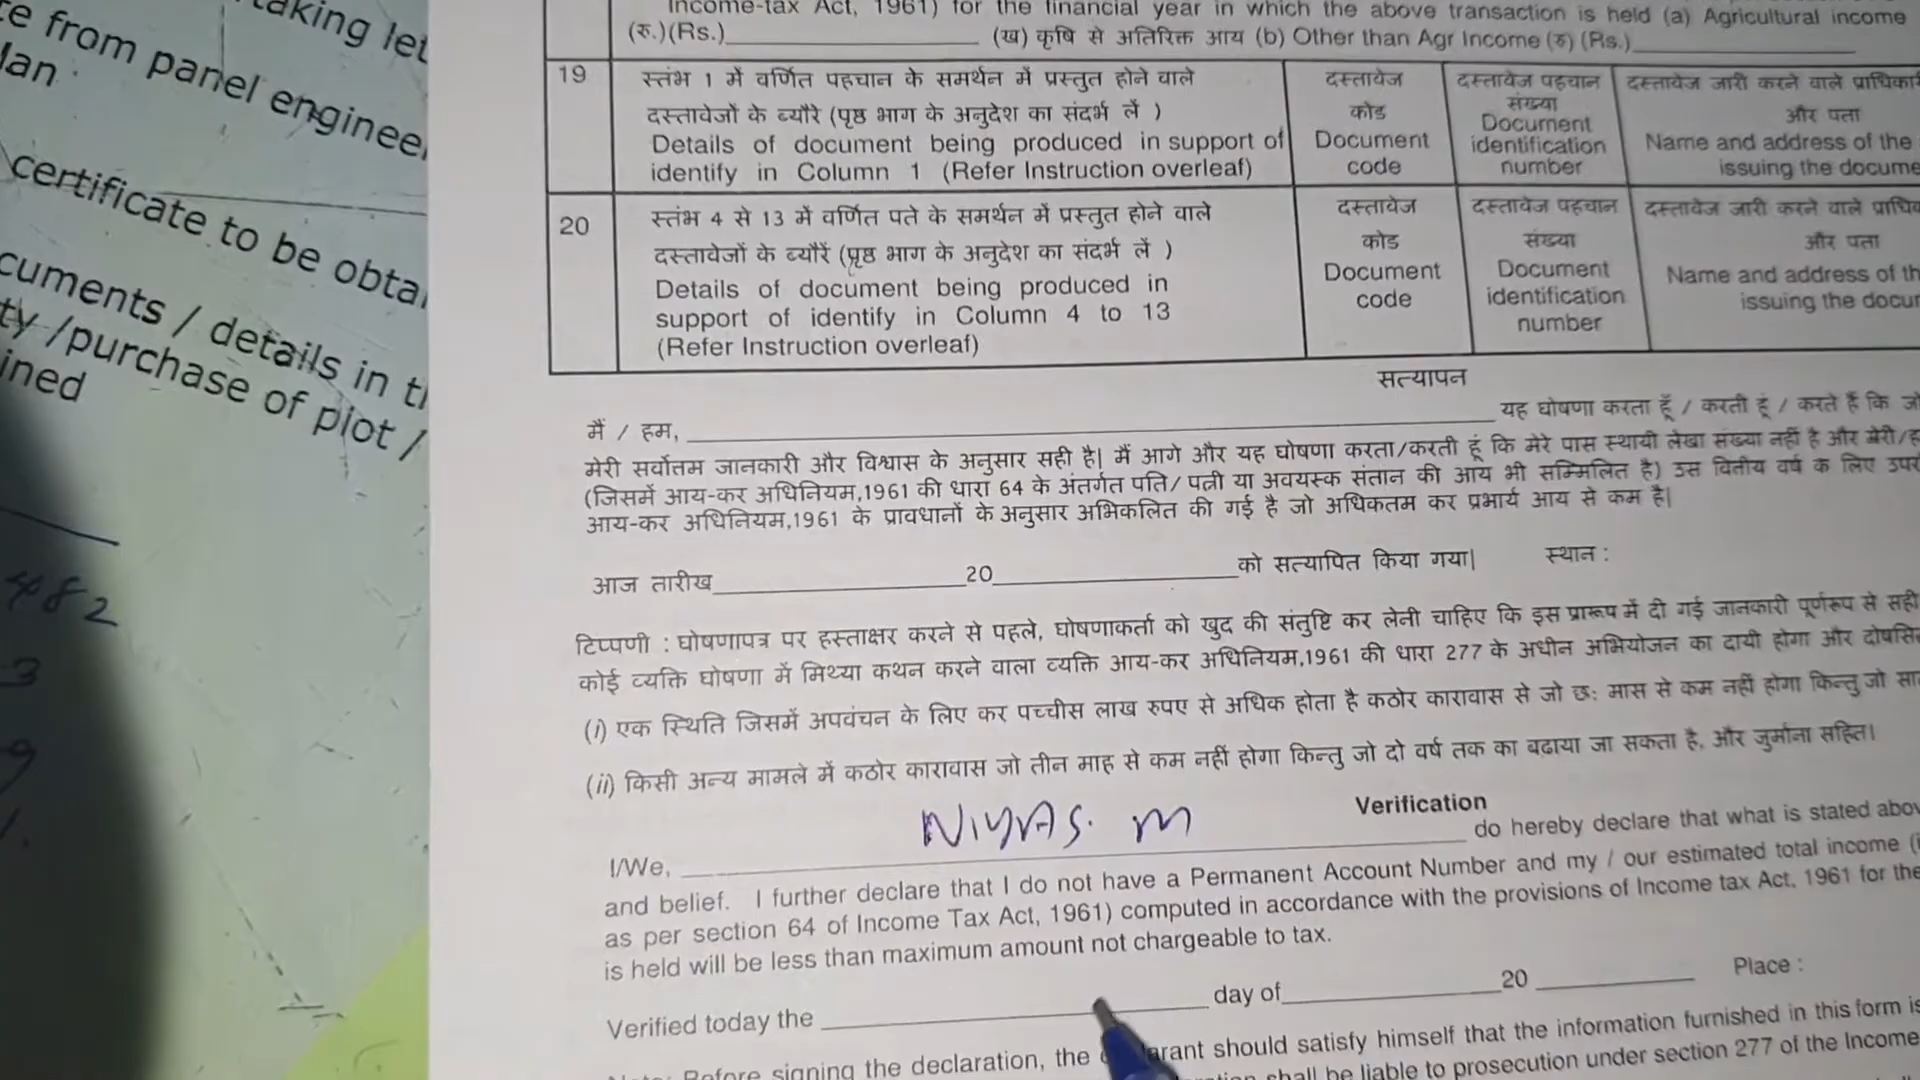 taking let
te from panel engineer
lan
certificate to be obtai
cuments / details in t
ty /purchase of plot /
ined
482
3
9
Income-tax Act, 1961) for the financial year in which the above transaction is held (a) Agricultural income
(रु.)(Rs.)____________ (ख) कृषि से अतिरिक्त आय (b) Other than Agr Income (रु) (Rs.)____________
19
स्तंभ 1 में वर्णित पहचान के समर्थन में प्रस्तुत होने वाले
दस्तावेजों के ब्यौरे (पृष्ठ भाग के अनुदेश का संदर्भ लें )
Details of document being produced in support of
identify in Column 1 (Refer Instruction overleaf)
दस्तावेज
कोड
Document
code
दस्तावेज पहचान
संख्या
Document
identification
number
दस्तावेज जारी करने वाले प्राधिकार
और पता
Name and address of the
issuing the docume
20
स्तंभ 4 से 13 में वर्णित पते के समर्थन में प्रस्तुत होने वाले
दस्तावेजों के ब्यौरें (पृष्ठ भाग के अनुदेश का संदर्भ लें )
Details of document being produced in
support of identify in Column 4 to 13
(Refer Instruction overleaf)
दस्तावेज
कोड
Document
code
दस्तावेज पहचान
संख्या
Document
identification
number
दस्तावेज जारी करने वाले प्राधि
और पता
Name and address of th
issuing the docur
सत्यापन
मैं / हम, ____________ यह घोषणा करता हूँ / करती हूं / करते हैं कि जो
मेरी सर्वोत्तम जानकारी और विश्वास के अनुसार सही है| मैं आगे और यह घोषणा करता/करती हूं कि मेरे पास स्थायी लेखा संख्या नहीं है और मेरी/ह
(जिसमें आय-कर अधिनियम,1961 की धारा 64 के अंतर्गत पति/ पत्नी या अवयस्क संतान की आय भी सम्मिलित है) उस वित्तीय वर्ष के लिए उपर
आय-कर अधिनियम,1961 के प्रावधानों के अनुसार अभिकलित की गई है जो अधिकतम कर प्रभार्य आय से कम है|
आज तारीख____________20____________को सत्यापित किया गया| स्थान :
टिप्पणी : घोषणापत्र पर हस्ताक्षर करने से पहले, घोषणाकर्ता को खुद की संतुष्टि कर लेनी चाहिए कि इस प्रारूप में दी गई जानकारी पूर्णरूप से सही
कोई व्यक्ति घोषणा में मिथ्या कथन करने वाला व्यक्ति आय-कर अधिनियम,1961 की धारा 277 के अधीन अभियोजन का दायी होगा और दोषसि
(i) एक स्थिति जिसमें अपवंचन के लिए कर पच्चीस लाख रुपए से अधिक होता है कठोर कारावास से जो छ: मास से कम नहीं होगा किन्तु जो सा
(ii) किसी अन्य मामले में कठोर कारावास जो तीन माह से कम नहीं होगा किन्तु जो दो वर्ष तक का बढाया जा सकता है, और जुर्माना सहित।
Verification
I/We, NIYAS. M do hereby declare that what is stated abov
and belief. I further declare that I do not have a Permanent Account Number and my / our estimated total income (i
as per section 64 of Income Tax Act, 1961) computed in accordance with the provisions of Income tax Act, 1961 for the
is held will be less than maximum amount not chargeable to tax.
Verified today the ____________ day of____________20 ________ Place :
Note: Before signing the declaration, the arant should satisfy himself that the information furnished in this form is
shall be liable to prosecution under section 277 of the Income